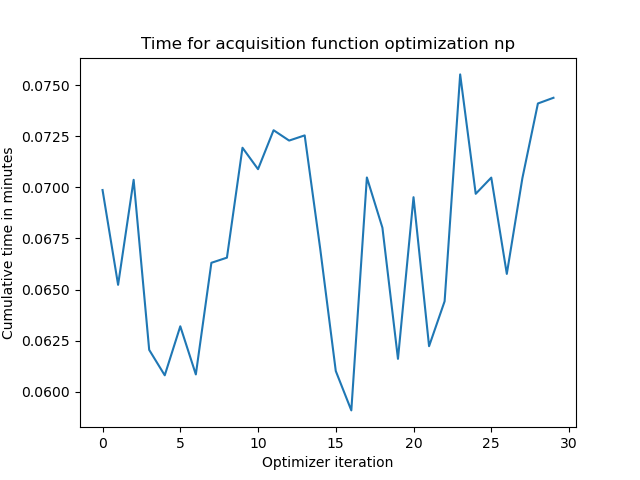 Time for acquisition function optimization np
Cumulative time in minutes
0.0750
0.0725
0.0700
0.0675
0.0650
0.0625
0.0600
0 5 10 15 20 25 30
Optimizer iteration